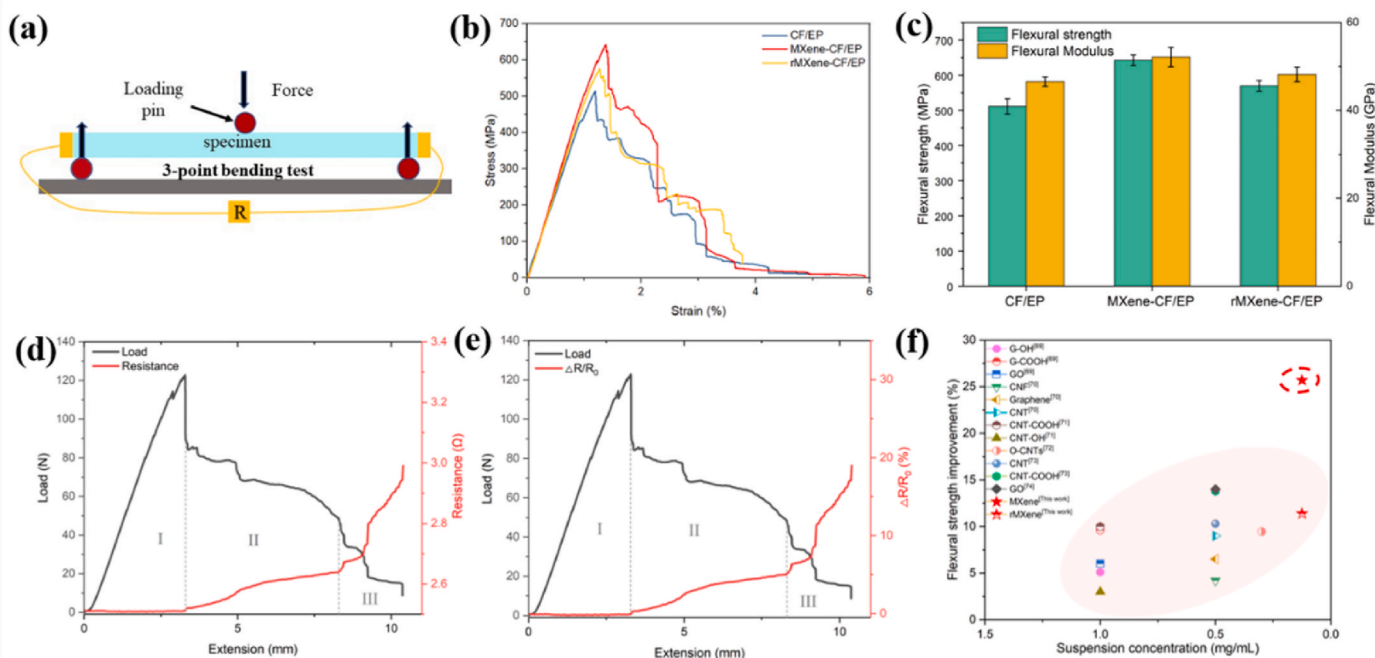 (a)
Loading pin
Force
specimen
3-point bending test
R
(b)
700
600
500
400
300
200
100
0
0
2
4
6
Stress (MPa)
Strain (%)
CF/EP
MXene-CF/EP
rMXene-CF/EP
(c)
Flexural strength
Flexural Modulus
700
600
500
400
300
200
100
0
60
40
20
0
Flexural strength (MPa)
Flexural Modulus (GPa)
CF/EP
MXene-CF/EP
rMXene-CF/EP
(d)
Load
Resistance
140
120
100
80
60
40
20
0
3.4
3.2
3.0
2.8
2.6
Load (N)
Resistance (Ω)
I
II
III
0
5
10
Extension (mm)
(e)
Load
△R/R0
140
120
100
80
60
40
20
0
30
20
10
0
Load (N)
△R/R0 (%)
I
II
III
0
5
10
Extension (mm)
(f)
30
25
20
15
10
5
0
Flexural strength improvement (%)
G-OH[69]
G-COOH[69]
GO[69]
CNF[70]
Graphene[70]
CNT[70]
CNT-COOH[71]
CNT-OH[71]
O-CNTs[72]
CNT[73]
CNT-COOH[73]
GO[74]
MXene[This work]
rMXene[This work]
1.5
1.0
0.5
0.0
Suspension concentration (mg/mL)